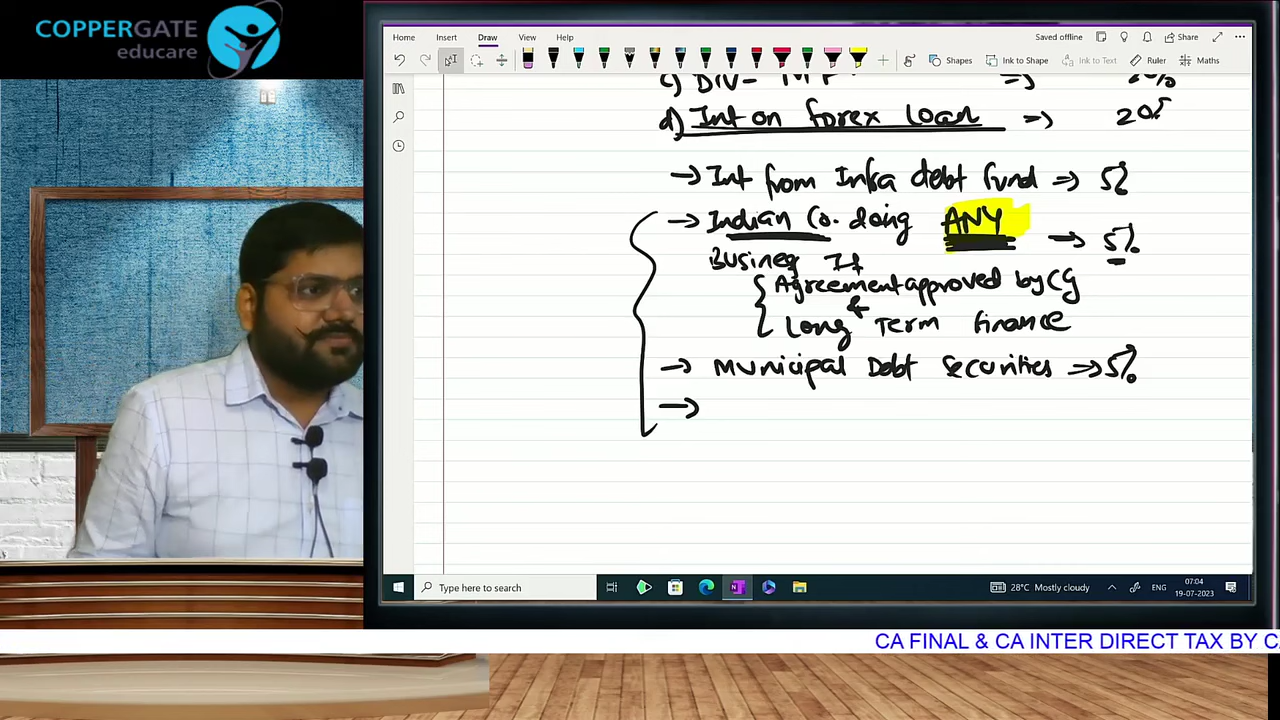 COPPERGATE
educare
Home Insert Draw View Help
Saved offline
Share
Shapes
Ink to Shape
Ink to Text
Replay
Maths
c) DIV-
d) Int on forex loan => 20%
→ Int from Infra debt fund => 5%
→ Indian Co. doing ANY → 5%
Business If
Agreement approved by CG
&
Long Term Finance
→ Municipal Debt Securities => 5%
→
Type here to search
28°C Mostly cloudy
ENG
07:04
19-07-2023
CA FINAL & CA INTER DIRECT TAX BY